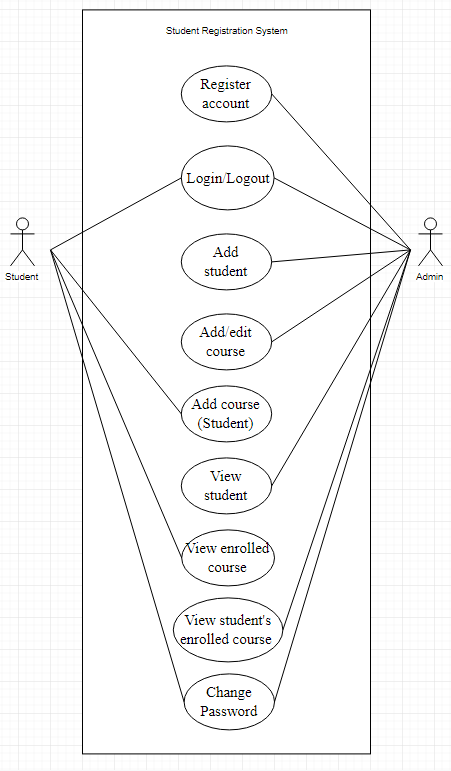 Student Registration System
Register
account
Login/Logout
Add
student
Student
Admin
Add/edit
course
Add course
(Student)
View
student
View enrolled
course
View student's
enrolled course
Change
Password